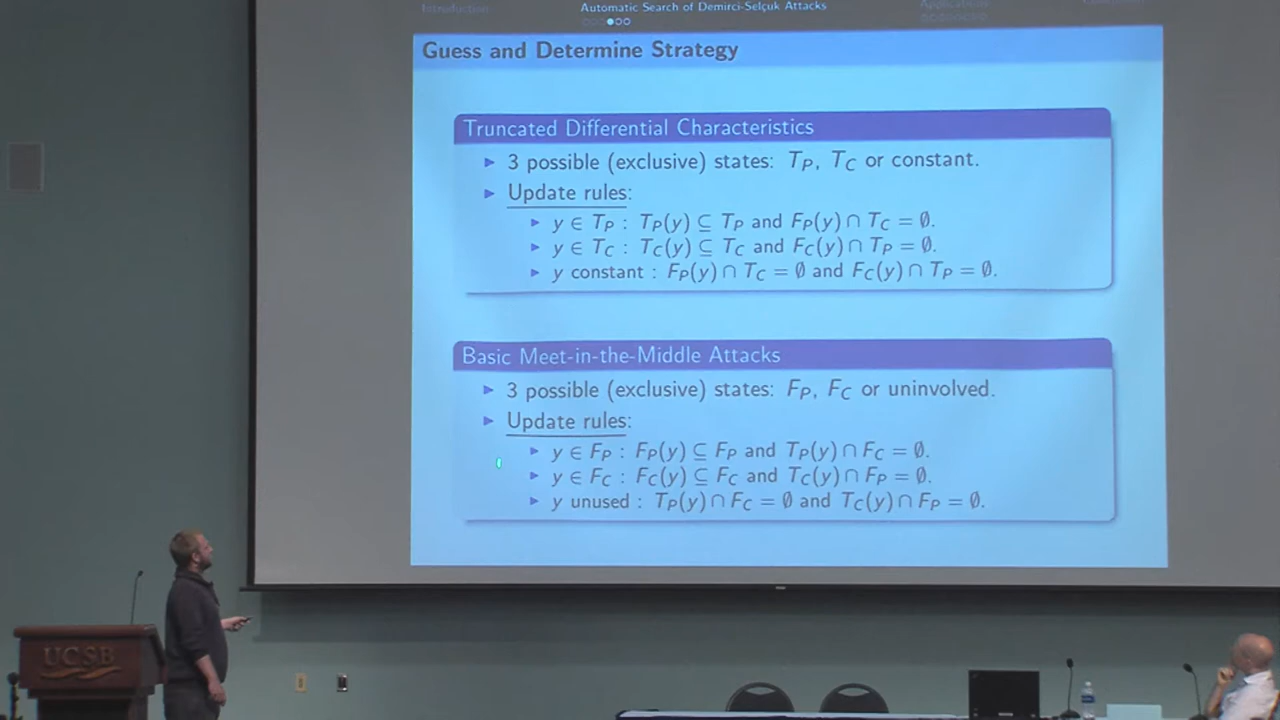 Introduction
Automatic Search of Demirci-Selçuk Attacks
Applications
Guess and Determine Strategy
Truncated Differential Characteristics
3 possible (exclusive) states: T_P, T_C or constant.
Update rules:
y ∈ T_P : T_P(y) ⊆ T_P and F_P(y) ∩ T_C = ∅.
y ∈ T_C : T_C(y) ⊆ T_C and F_C(y) ∩ T_P = ∅.
y constant : F_P(y) ∩ T_C = ∅ and F_C(y) ∩ T_P = ∅.
Basic Meet-in-the-Middle Attacks
3 possible (exclusive) states: F_P, F_C or uninvolved.
Update rules:
y ∈ F_P : F_P(y) ⊆ F_P and T_P(y) ∩ F_C = ∅.
y ∈ F_C : F_C(y) ⊆ F_C and T_C(y) ∩ F_P = ∅.
y unused : T_P(y) ∩ F_C = ∅ and T_C(y) ∩ F_P = ∅.
UCSB